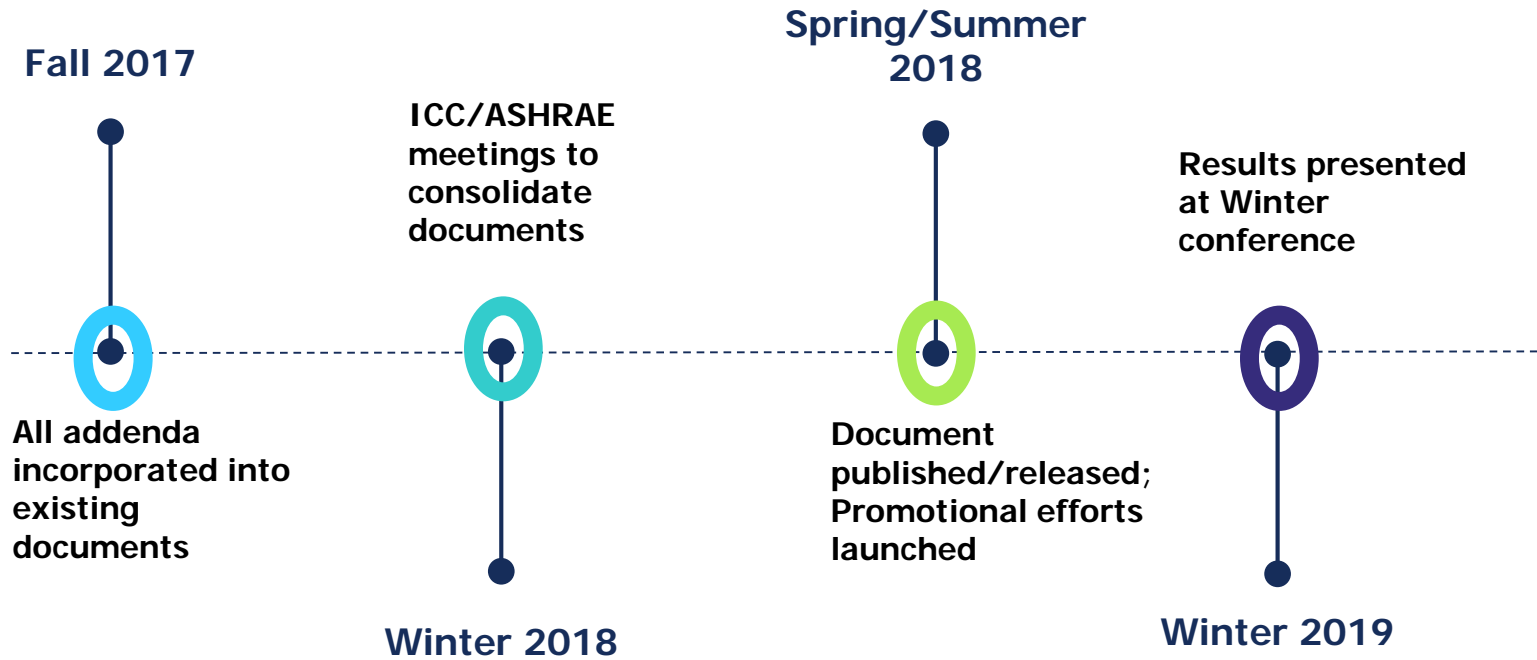 Fall 2017
All addenda
incorporated into
existing
documents
ICC/ASHRAE
meetings to
consolidate
documents
Winter 2018
Spring/Summer
2018
Document
published/released;
Promotional efforts
launched
Results presented
at Winter
conference
Winter 2019